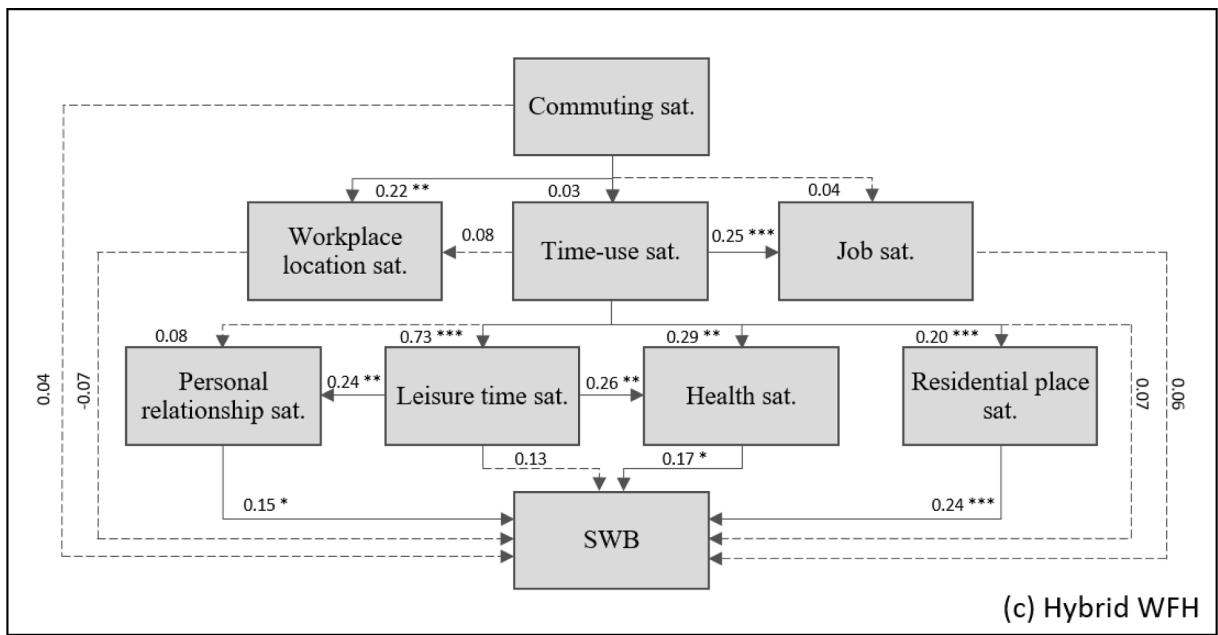 Commuting sat.
0.22 **
0.03
0.04
Workplace
location sat.
0.08
Time-use sat.
0.25 ***
Job sat.
0.08
0.73 ***
0.29 **
0.20 ***
Personal
relationship sat.
0.24 **
Leisure time sat.
0.26 **
Health sat.
Residential place
sat.
0.04
-0.07
0.07
0.06
0.13
0.17 *
0.15 *
0.24 ***
SWB
(c) Hybrid WFH